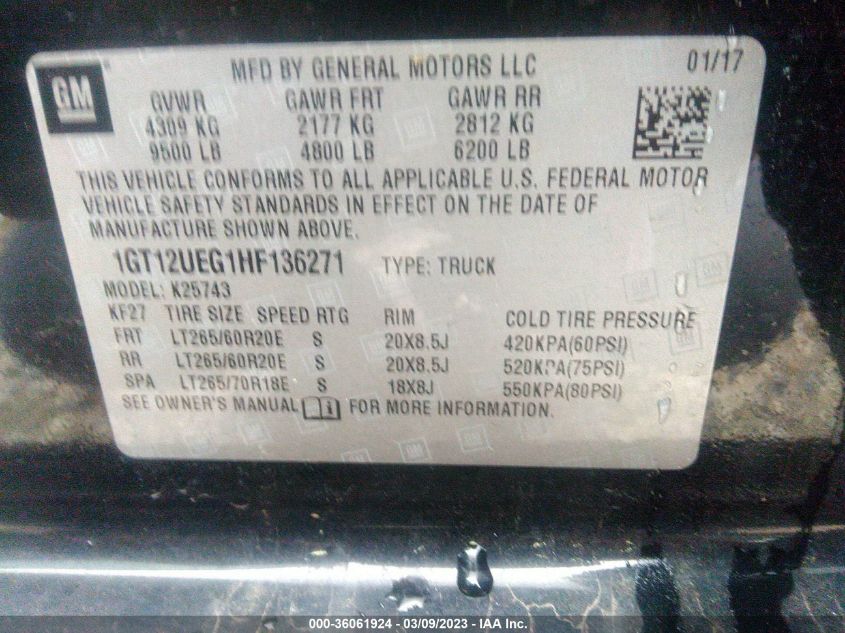 GM
MFD BY GENERAL MOTORS LLC 01/17
GVWR GAWR FRT GAWR RR
4309 KG 2177 KG 2812 KG
9500 LB 4800 LB 6200 LB
THIS VEHICLE CONFORMS TO ALL APPLICABLE U.S. FEDERAL MOTOR
VEHICLE SAFETY STANDARDS IN EFFECT ON THE DATE OF
MANUFACTURE SHOWN ABOVE.
1GT12UEG1HF136271 TYPE: TRUCK
MODEL: K25743
KF27 TIRE SIZE SPEED RTG RIM COLD TIRE PRESSURE
FRT LT265/60R20E S 20X8.5J 420KPA(60PSI)
RR LT265/60R20E S 20X8.5J 520KPA(75PSI)
SPA LT265/70R18E S 18X8J 550KPA(80PSI)
SEE OWNER'S MANUAL FOR MORE INFORMATION.
000-36061924 - 03/09/2023 - IAA Inc.